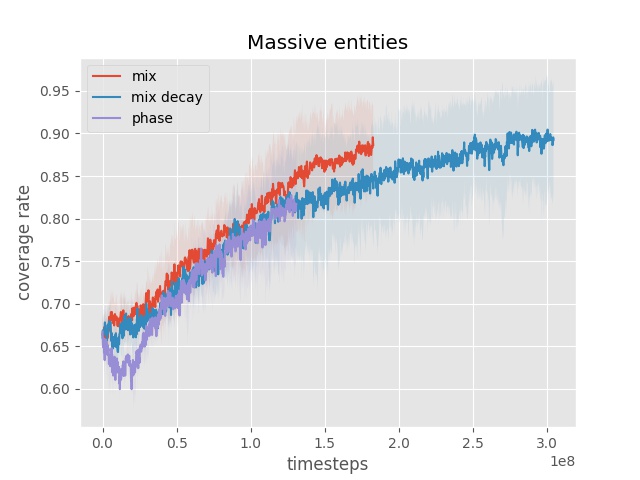 Massive entities
mix
mix decay
phase
coverage rate
0.95
0.90
0.85
0.80
0.75
0.70
0.65
0.60
0.0 0.5 1.0 1.5 2.0 2.5 3.0
1e8
timesteps